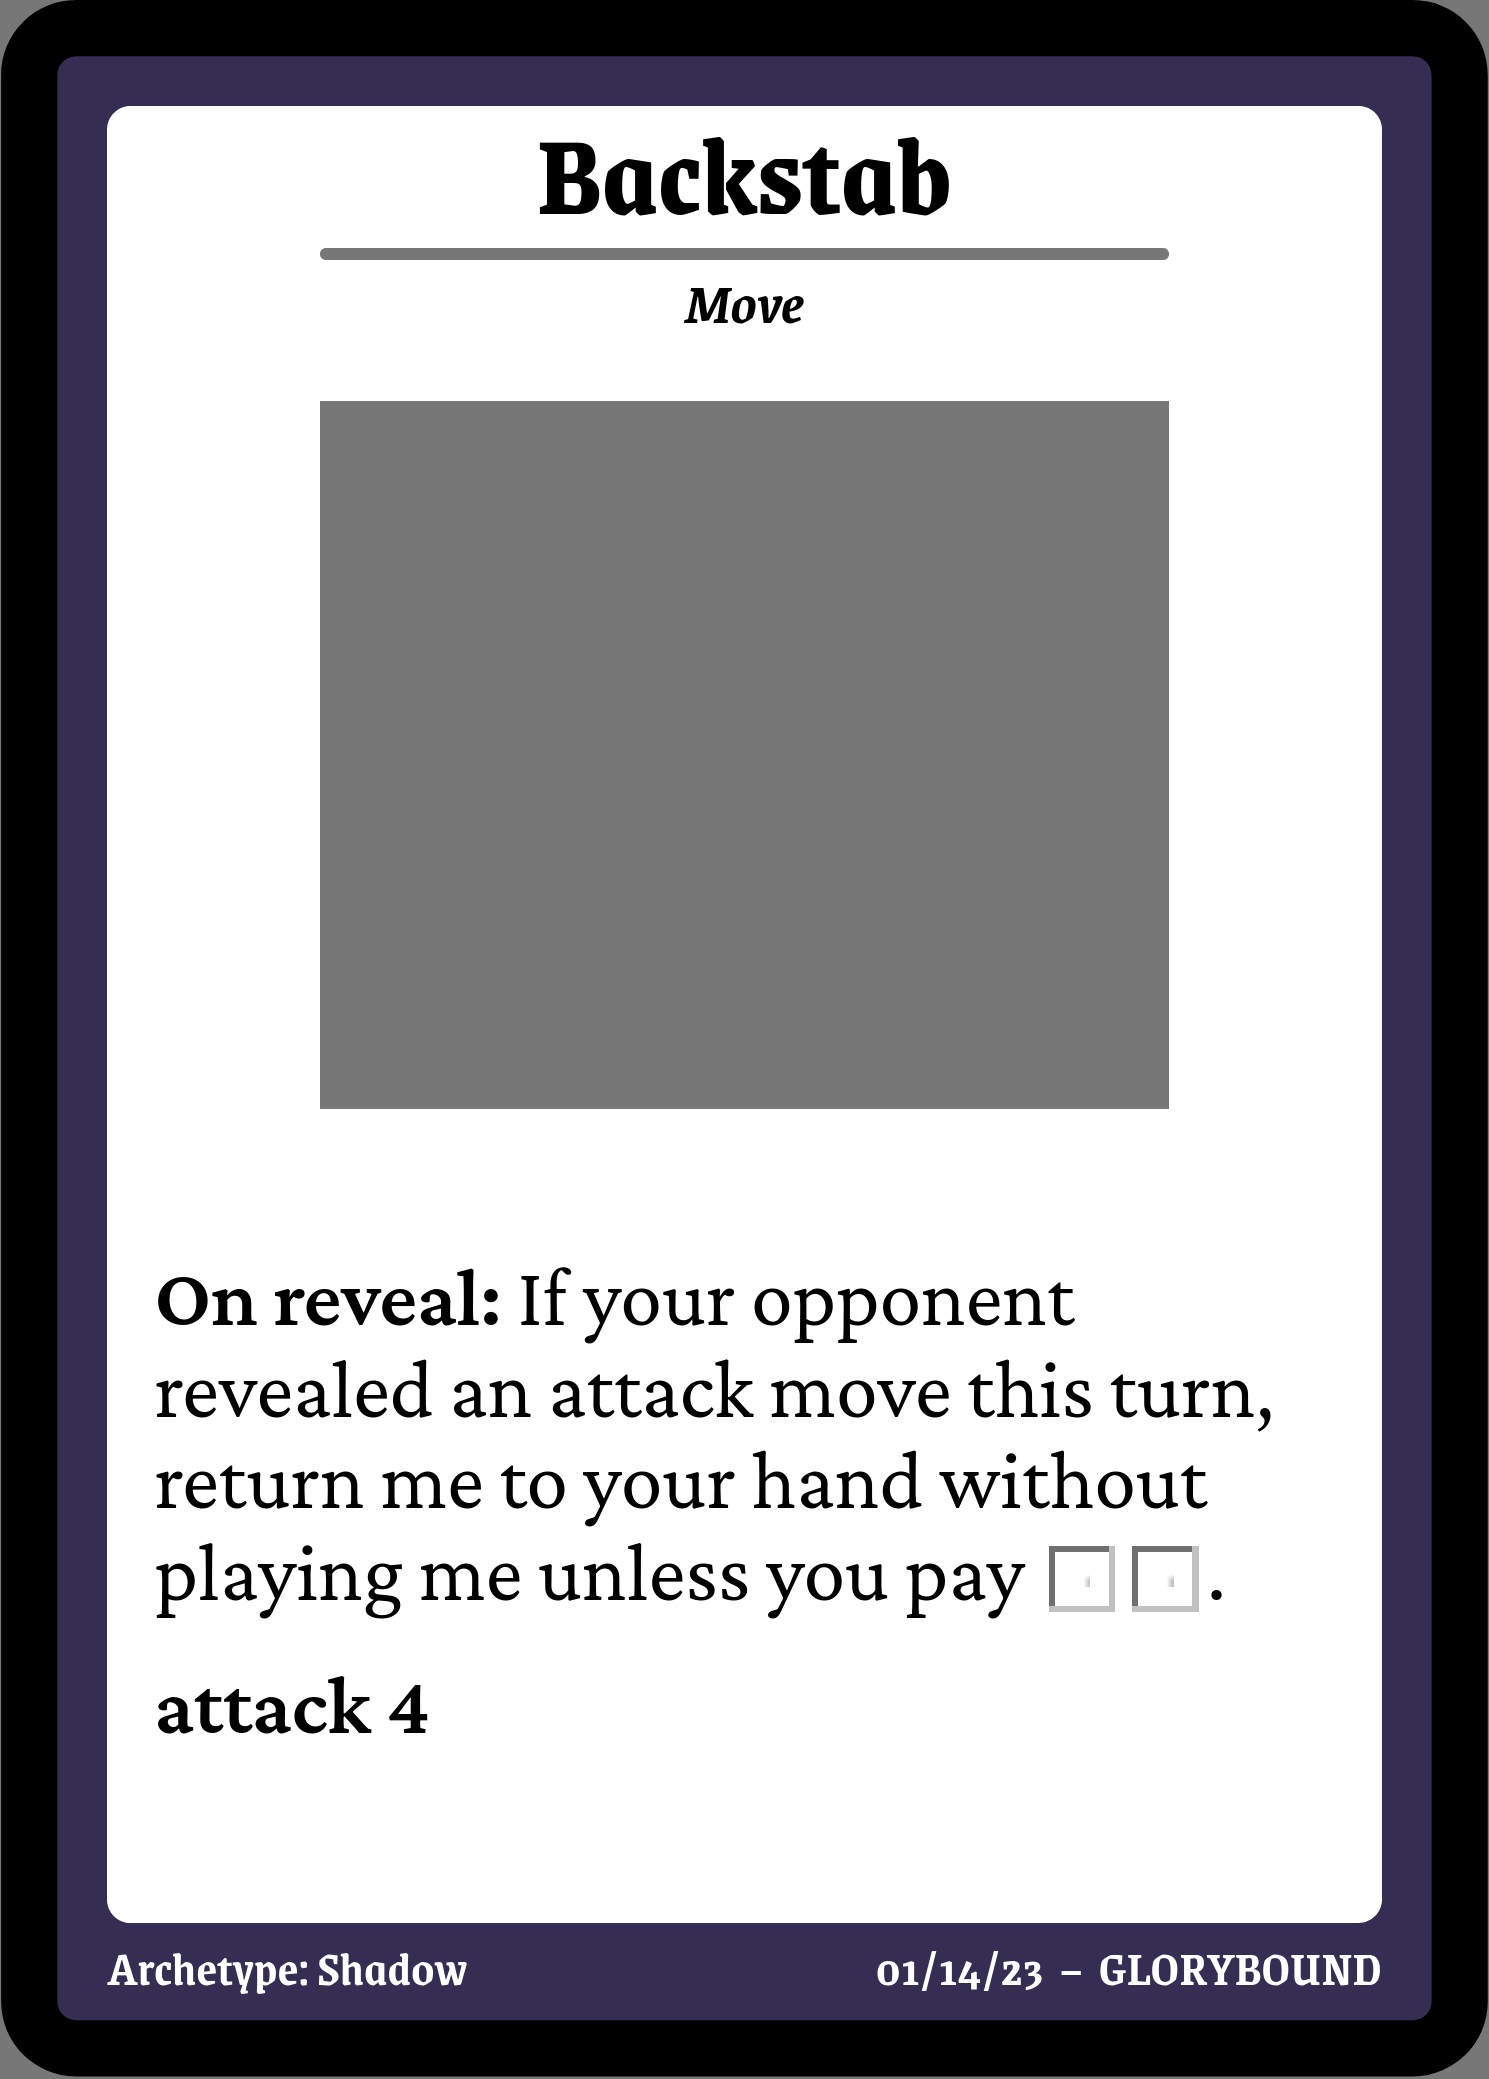 Backstab
Move
On reveal: If your opponent
revealed an attack move this turn,
return me to your hand without
playing me unless you pay .
attack 4
Archetype: Shadow
01/14/23 – GLORYBOUND